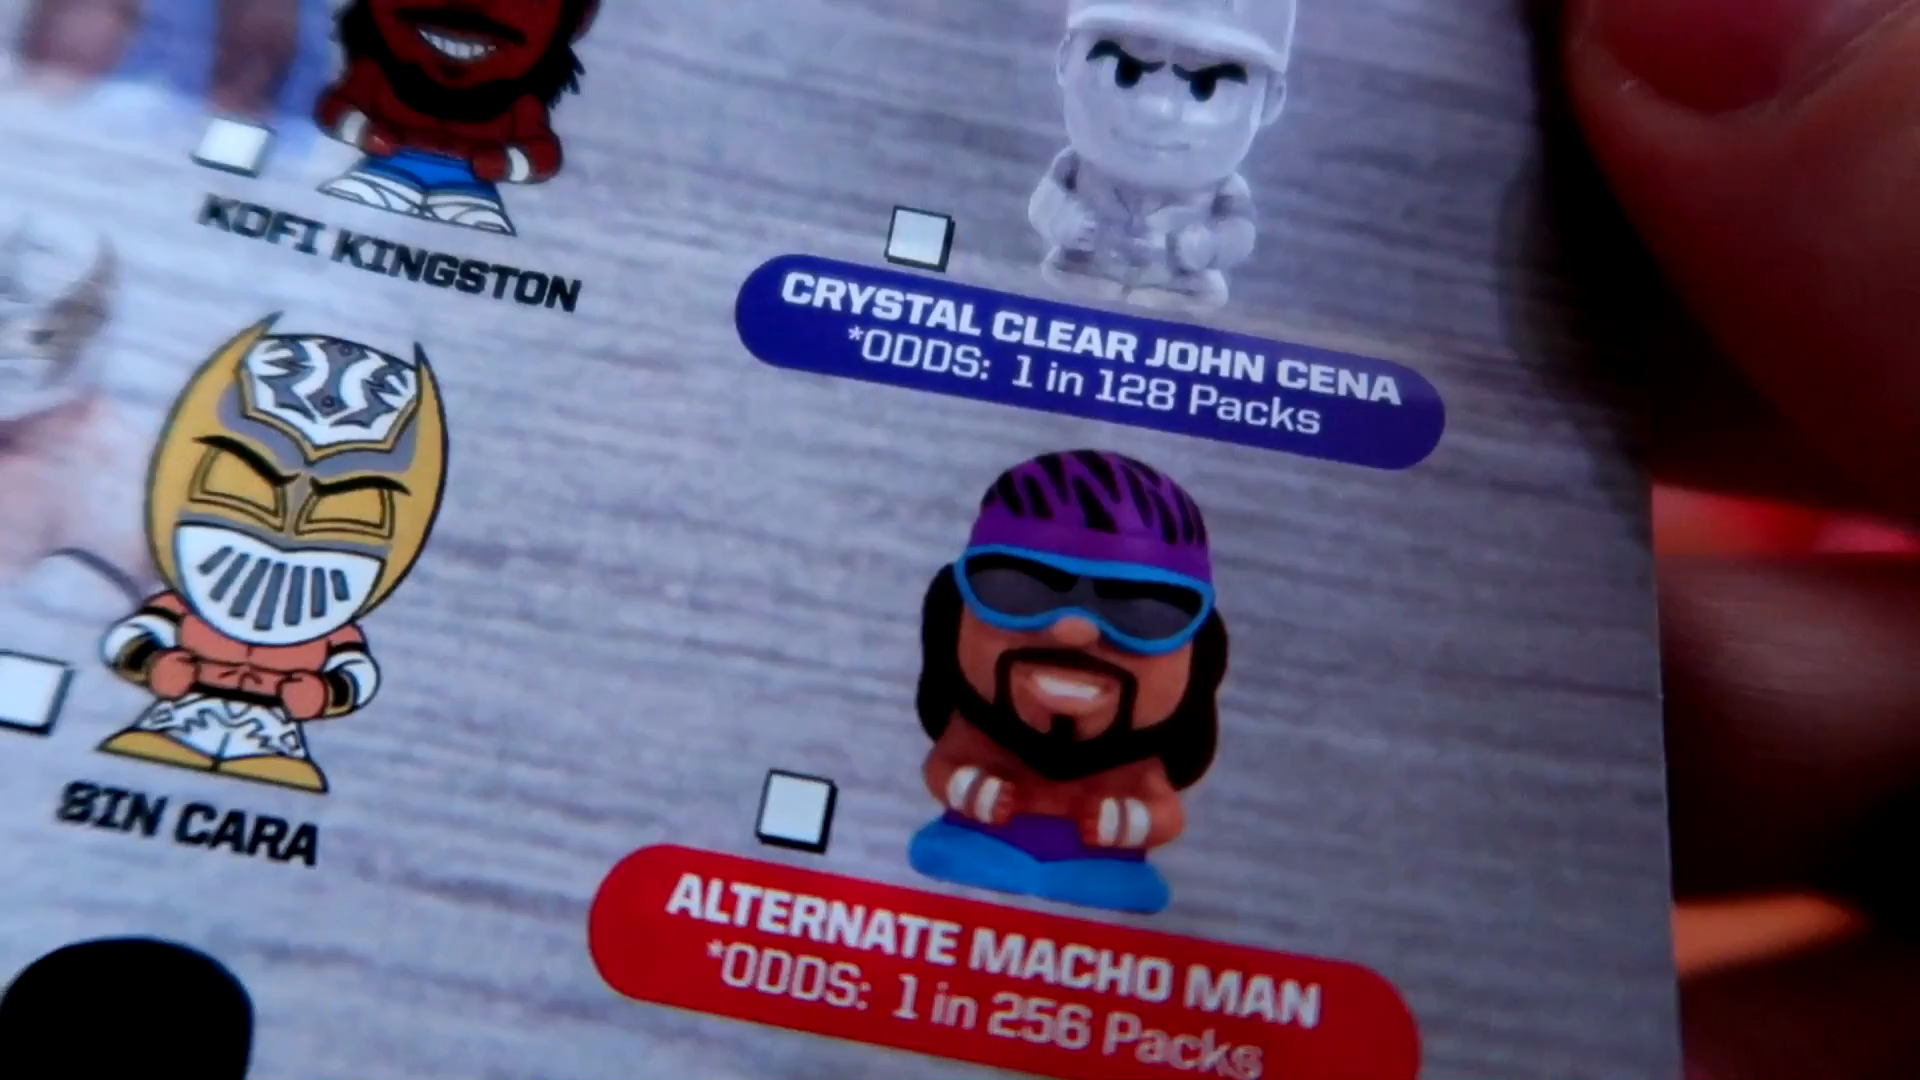 KOFI KINGSTON
CRYSTAL CLEAR JOHN CENA
*ODDS: 1 in 128 Packs
SIN CARA
ALTERNATE MACHO MAN
*ODDS: 1 in 256 Packs